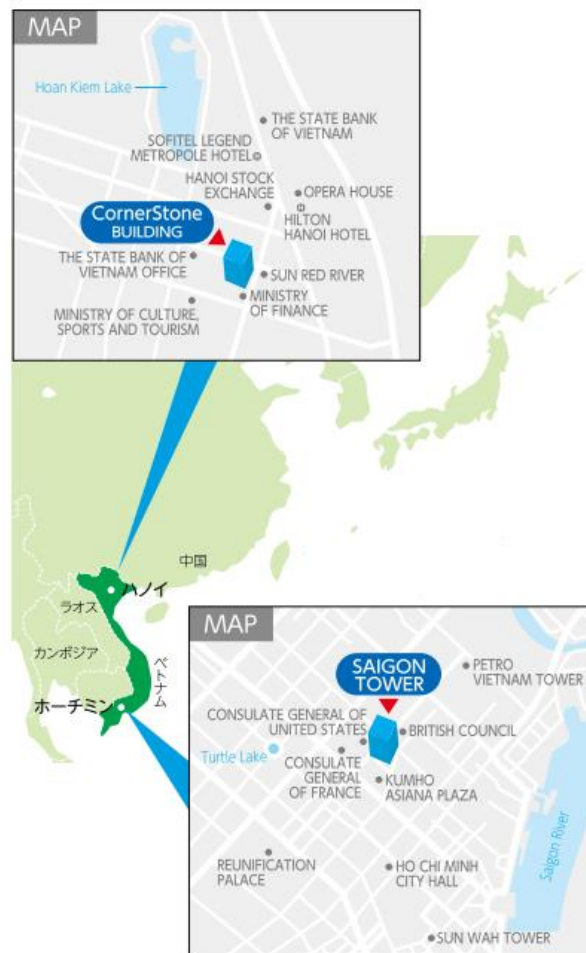 MAP
Hoan Kiem Lake
THE STATE BANK
OF VIETNAM
SOFITEL LEGEND
METROPOLE HOTEL
HANOI STOCK
EXCHANGE
OPERA HOUSE
HILTON
HANOI HOTEL
CornerStone
BUILDING
THE STATE BANK OF
VIETNAM OFFICE
SUN RED RIVER
MINISTRY
OF FINANCE
MINISTRY OF CULTURE,
SPORTS AND TOURISM
中国
ハノイ
ラオス
カンボジア
ベトナム
ホーチミン
MAP
SAIGON
TOWER
PETRO
VIETNAM TOWER
CONSULATE GENERAL OF
UNITED STATES
BRITISH COUNCIL
Turtle Lake
CONSULATE
GENERAL
OF FRANCE
KUMHO
ASIANA PLAZA
Saigon River
REUNIFICATION
PALACE
HO CHI MINH
CITY HALL
SUN WAH TOWER